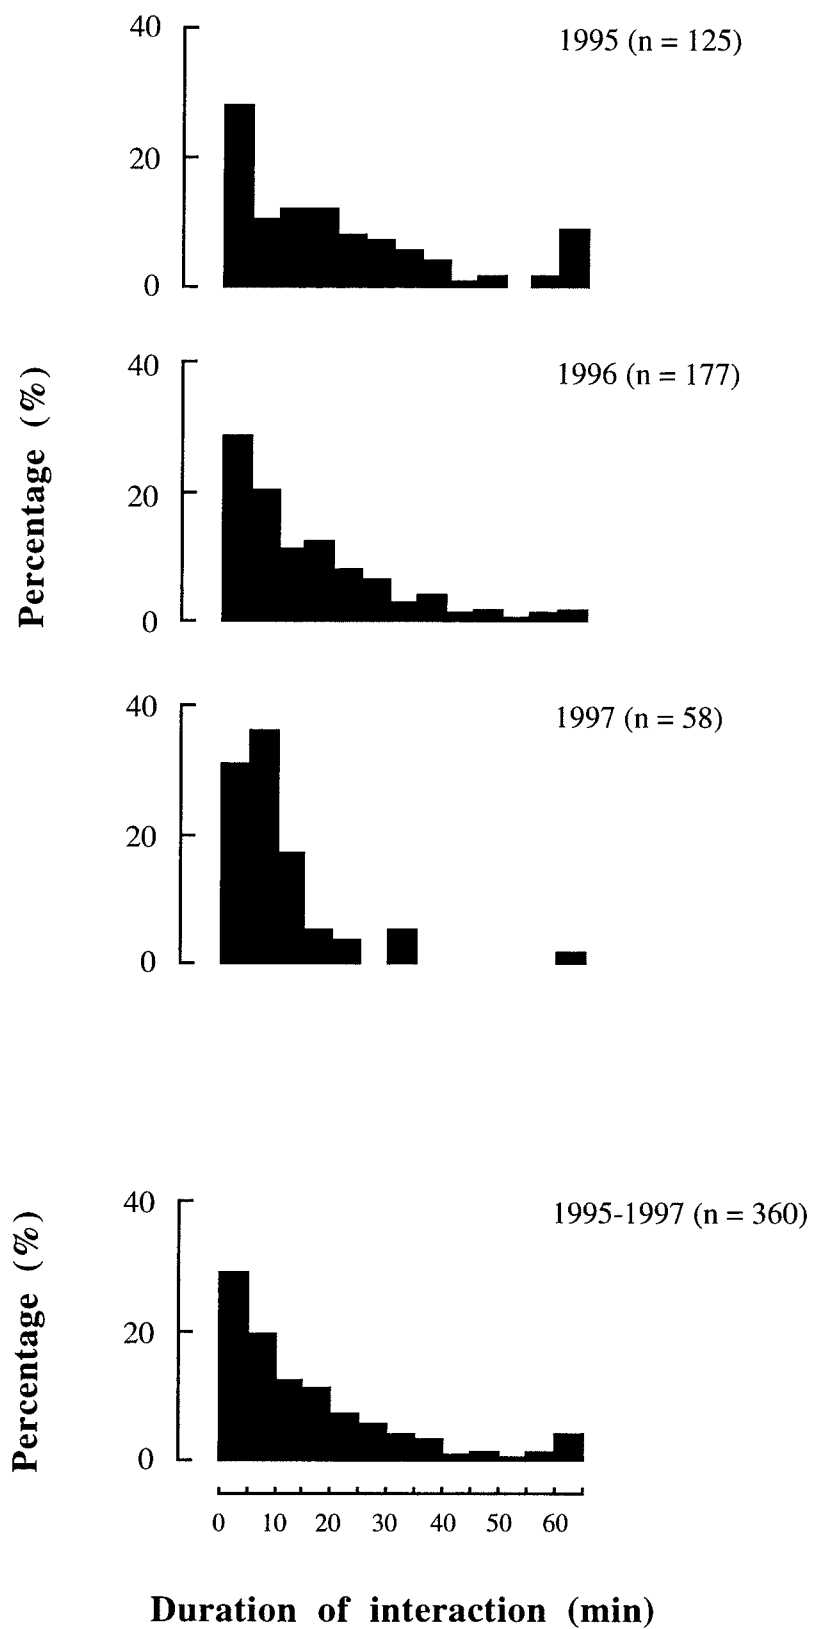 40
1995 (n = 125)
20
0
Percentage (%)
40
1996 (n = 177)
20
0
40
1997 (n = 58)
20
0
Percentage (%)
40
1995-1997 (n = 360)
20
0
0 10 20 30 40 50 60
Duration of interaction (min)